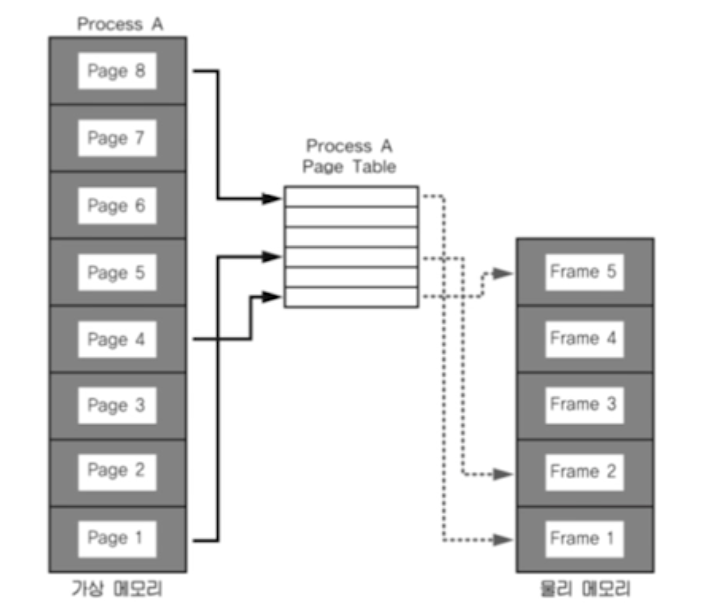 Process A
Page 8
Page 7
Page 6
Page 5
Page 4
Page 3
Page 2
Page 1
가상 메모리
Process A
Page Table
Frame 5
Frame 4
Frame 3
Frame 2
Frame 1
물리 메모리